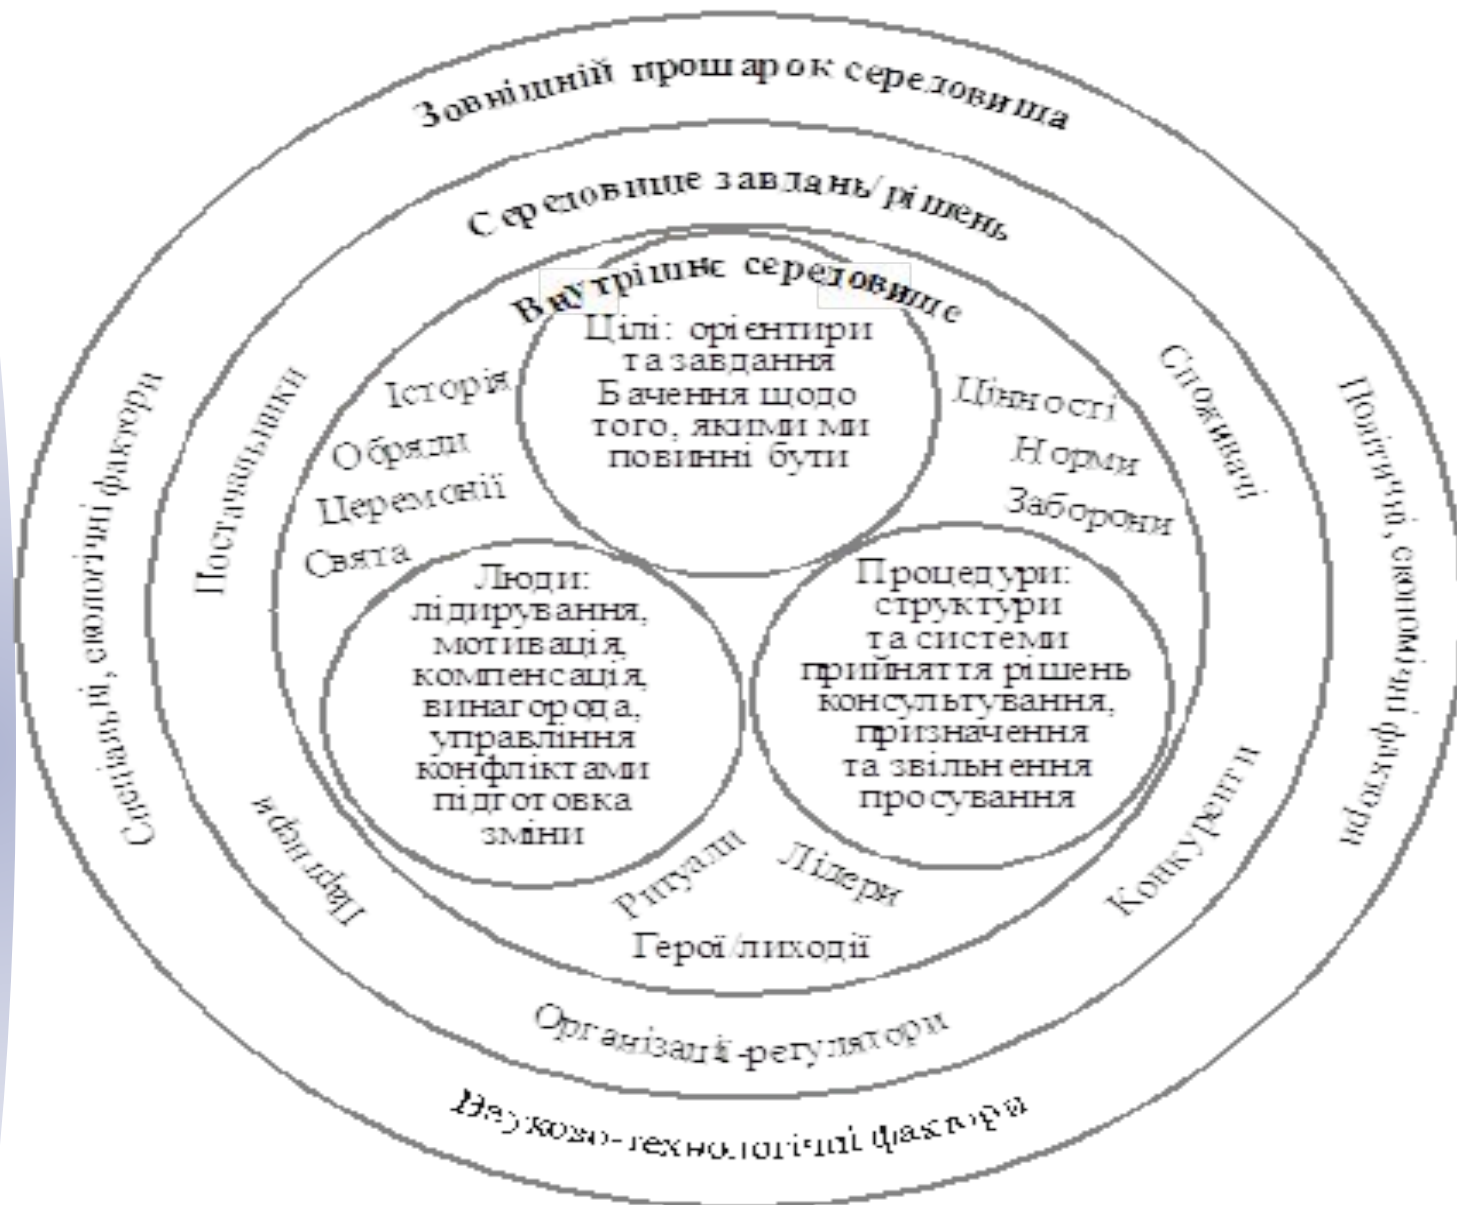 Зовнішній прошарок середовища
Середовище завдань/рішень
Внутрішнє середовище
Цілі: орієнтири
та завдання
Бачення щодо
того, якими ми
повинні бути
Історія
Обряди
Церемонії
Свята
Цінності
Норми
Заборони
Люди:
лідирування,
мотивація,
компенсація,
винагорода,
управління
конфліктами
підготовка
зміни
Процедури:
структури
та системи
прийняття рішень
консультування,
призначення
та звільнення
просування
Ритуали
Лідери
Герої/лиходії
Постачальники
Споживачі
Партнери
Конкуренти
Організації-регулятори
екологічні фактори
Політичні, економічні фактори
Науково-технологічні фактори